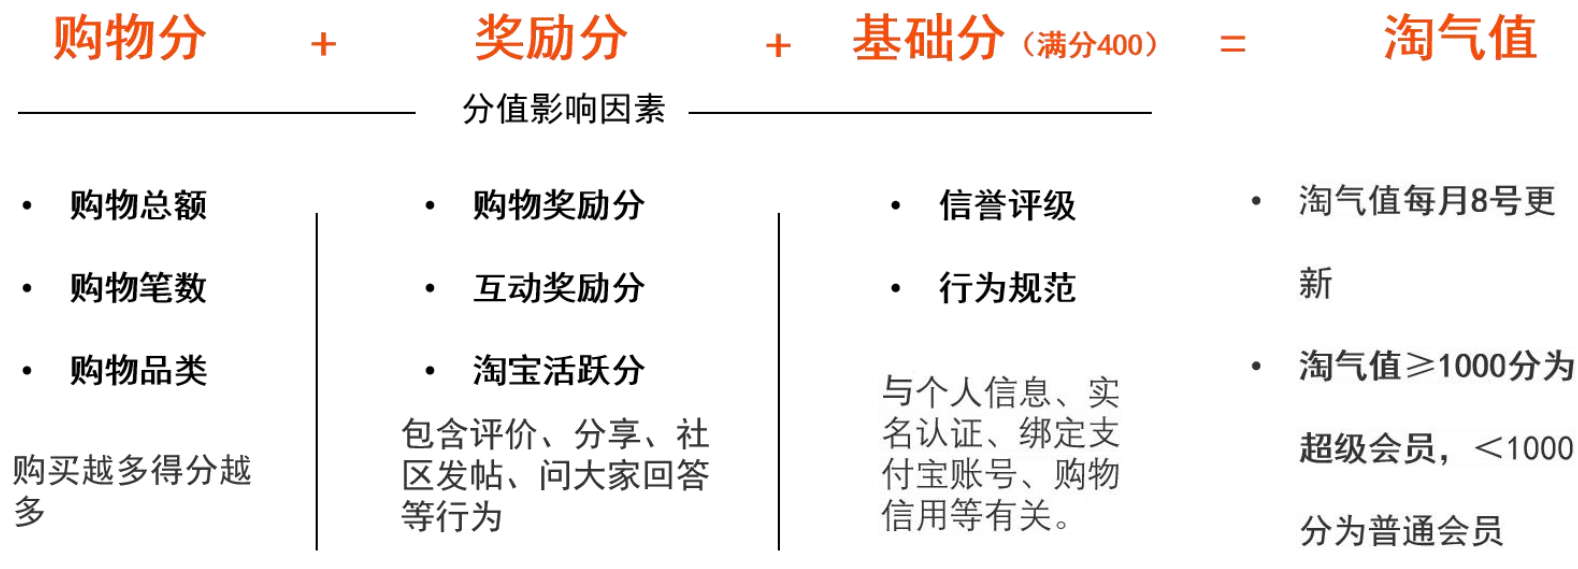 购物分 + 奖励分 + 基础分（满分400） = 淘气值
分值影响因素
• 购物总额
• 购物笔数
• 购物品类
购买越多得分越
多
• 购物奖励分
• 互动奖励分
• 淘宝活跃分
包含评价、分享、社
区发帖、问大家回答
等行为
• 信誉评级
• 行为规范
与个人信息、实
名认证、绑定支
付宝账号、购物
信用等有关。
• 淘气值每月8号更
新
• 淘气值≥1000分为
超级会员，＜1000
分为普通会员